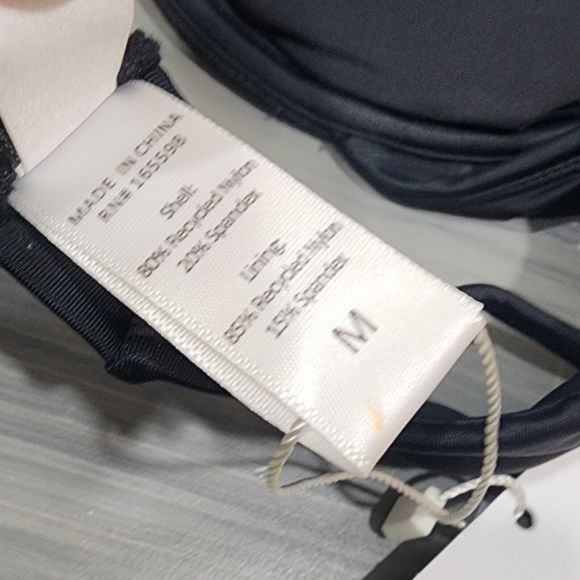 MADE IN CHINA
RN# 165598
Shell:
80% Recycled Nylon
20% Spandex
Lining:
85% Recycled Nylon
15% Spandex
M